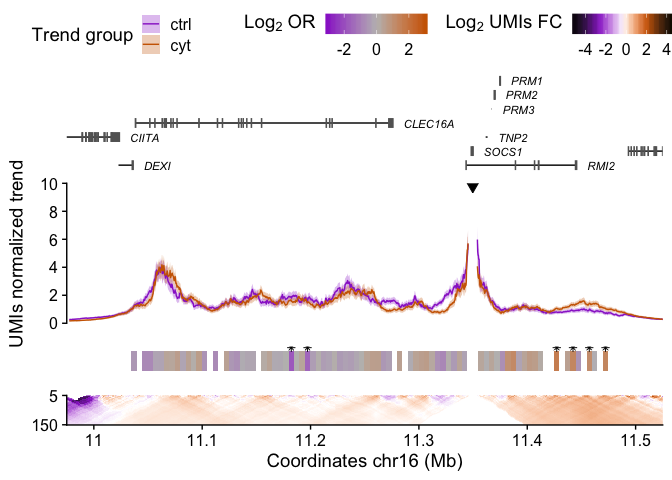 Trend group
ctrl
cyt
Log₂ OR
-2 0 2
Log₂ UMIs FC
-4 -2 0 2 4
PRM1
PRM2
PRM3
CLEC16A
CIITA
TNP2
SOCS1
DEXI
RMI2
UMIs normalized trend
10
8
6
4
2
0
* * * * * *
5
150
11 11.1 11.2 11.3 11.4 11.5
Coordinates chr16 (Mb)